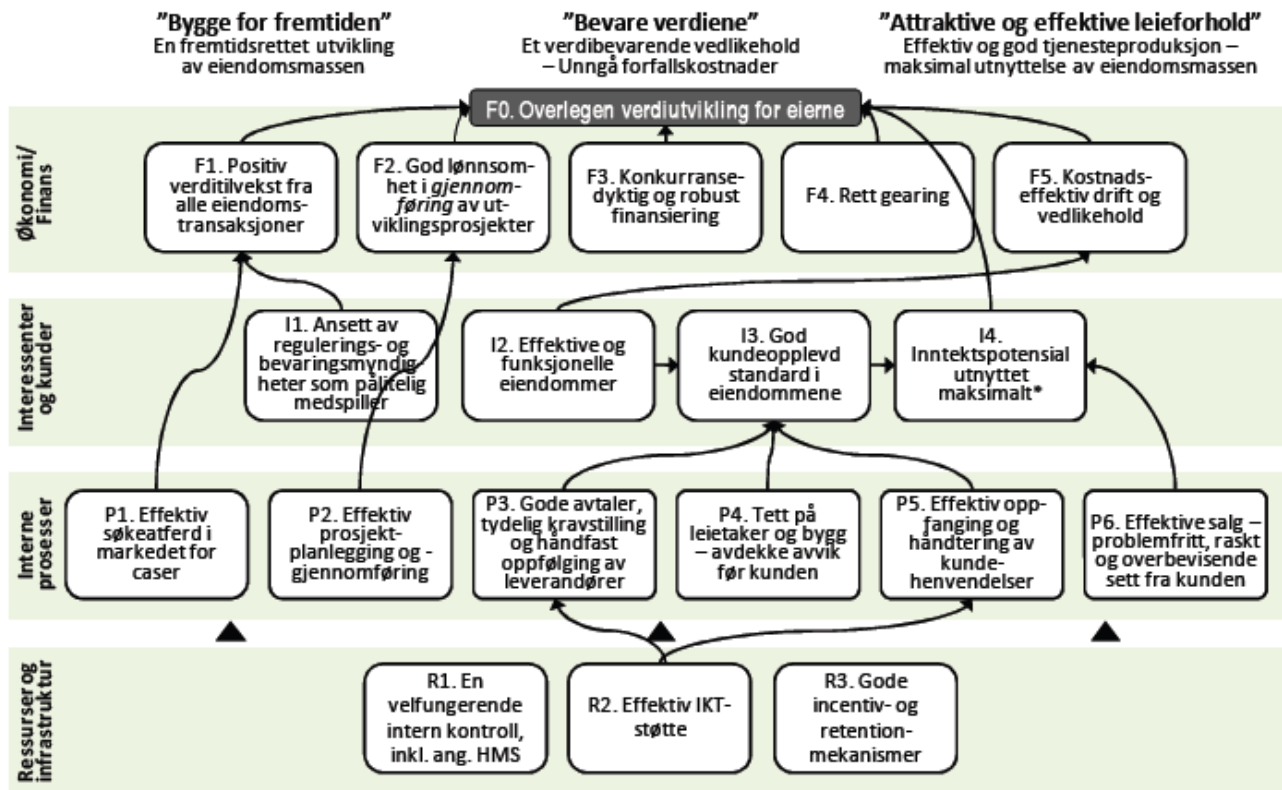 ”Bygge for fremtiden”
En fremtidsrettet utvikling
av eiendomsmassen
”Bevare verdiene”
Et verdibevarende vedlikehold
– Unngå forfallskostnader
”Attraktive og effektive leieforhold”
Effektiv og god tjenesteproduksjon –
maksimal utnyttelse av eiendomsmassen
F0. Overlegen verdiutvikling for eierne
Økonomi/
Finans
F1. Positiv
verditilvekst fra
alle eiendoms-
transaksjoner
F2. God lønnsom-
het i gjennom-
føring av ut-
viklingsprosjekter
F3. Konkurranse-
dyktig og robust
finansiering
F4. Rett gearing
F5. Kostnads-
effektiv drift og
vedlikehold
Interessenter
og kunder
I1. Ansett av
regulerings- og
bevaringsmyndig-
heter som pålitelig
medspiller
I2. Effektive og
funksjonelle
eiendommer
I3. God
kundeopplevd
standard i
eiendommene
I4.
Inntektspotensial
utnyttet
maksimalt*
Interne
prosesser
P1. Effektiv
søkeatferd i
markedet for
caser
P2. Effektiv
prosjekt-
planlegging og -
gjennomføring
P3. Gode avtaler,
tydelig kravstilling
og håndfast
oppfølging av
leverandører
P4. Tett på
leietaker og bygg
– avdekke avvik
før kunden
P5. Effektiv opp-
fanging og
håndtering av
kunde-
henvendelser
P6. Effektive salg –
problemfritt, raskt
og overbevisende
sett fra kunden
Ressurser og
infrastruktur
R1. En
velfungerende
intern kontroll,
inkl. ang. HMS
R2. Effektiv IKT-
støtte
R3. Gode
incentiv- og
retention-
mekanismer